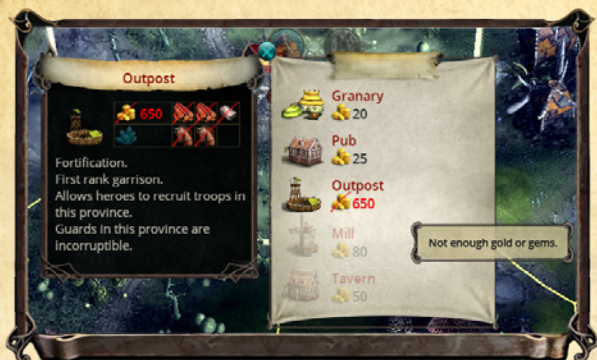 Outpost
650
Fortification.
First rank garrison.
Allows heroes to recruit troops in
this province.
Guards in this province are
incorruptible.
Granary
20
Pub
25
Outpost
650
Mill
80
Tavern
50
Not enough gold or gems.